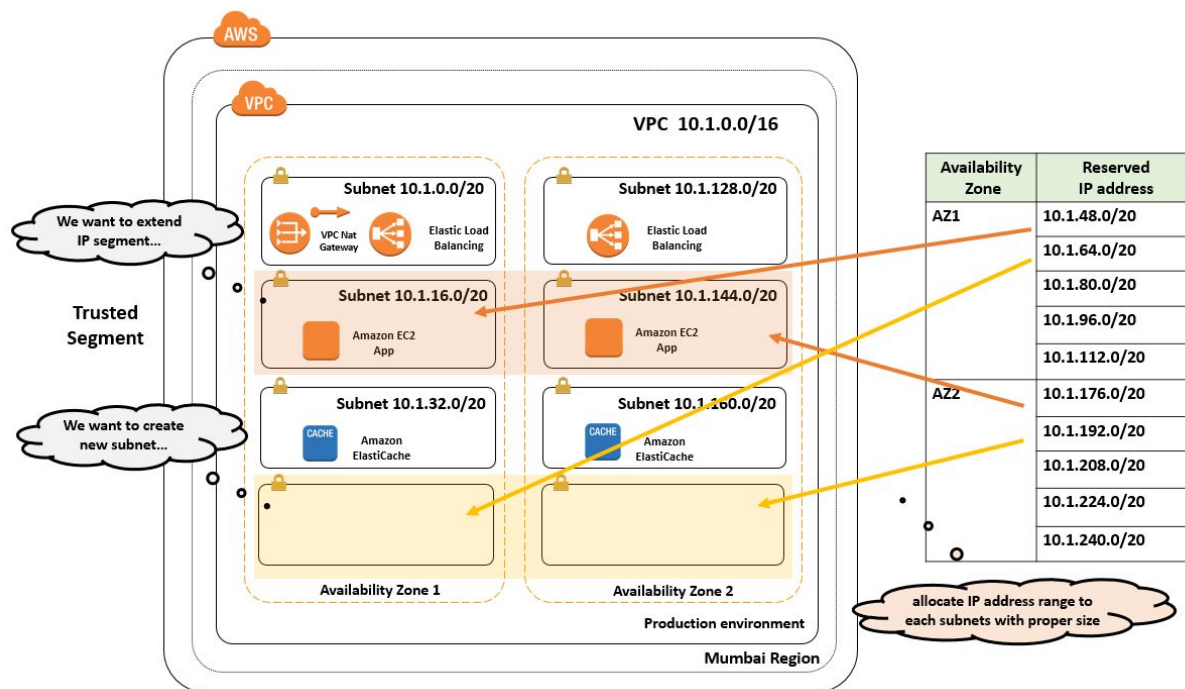 AWS
VPC
VPC 10.1.0.0/16
Subnet 10.1.0.0/20
VPC Nat
Gateway
Elastic Load
Balancing
Subnet 10.1.128.0/20
Elastic Load
Balancing
We want to extend
IP segment...
Trusted
Segment
Subnet 10.1.16.0/20
Amazon EC2
App
Subnet 10.1.144.0/20
Amazon EC2
App
We want to create
new subnet...
Subnet 10.1.32.0/20
CACHE
Amazon
ElastiCache
Subnet 10.1.160.0/20
CACHE
Amazon
ElastiCache
Availability Zone 1
Availability Zone 2
Production environment
Mumbai Region
Availability
Zone
Reserved
IP address
AZ1
10.1.48.0/20
10.1.64.0/20
10.1.80.0/20
10.1.96.0/20
10.1.112.0/20
AZ2
10.1.176.0/20
10.1.192.0/20
10.1.208.0/20
10.1.224.0/20
10.1.240.0/20
allocate IP address range to
each subnets with proper size